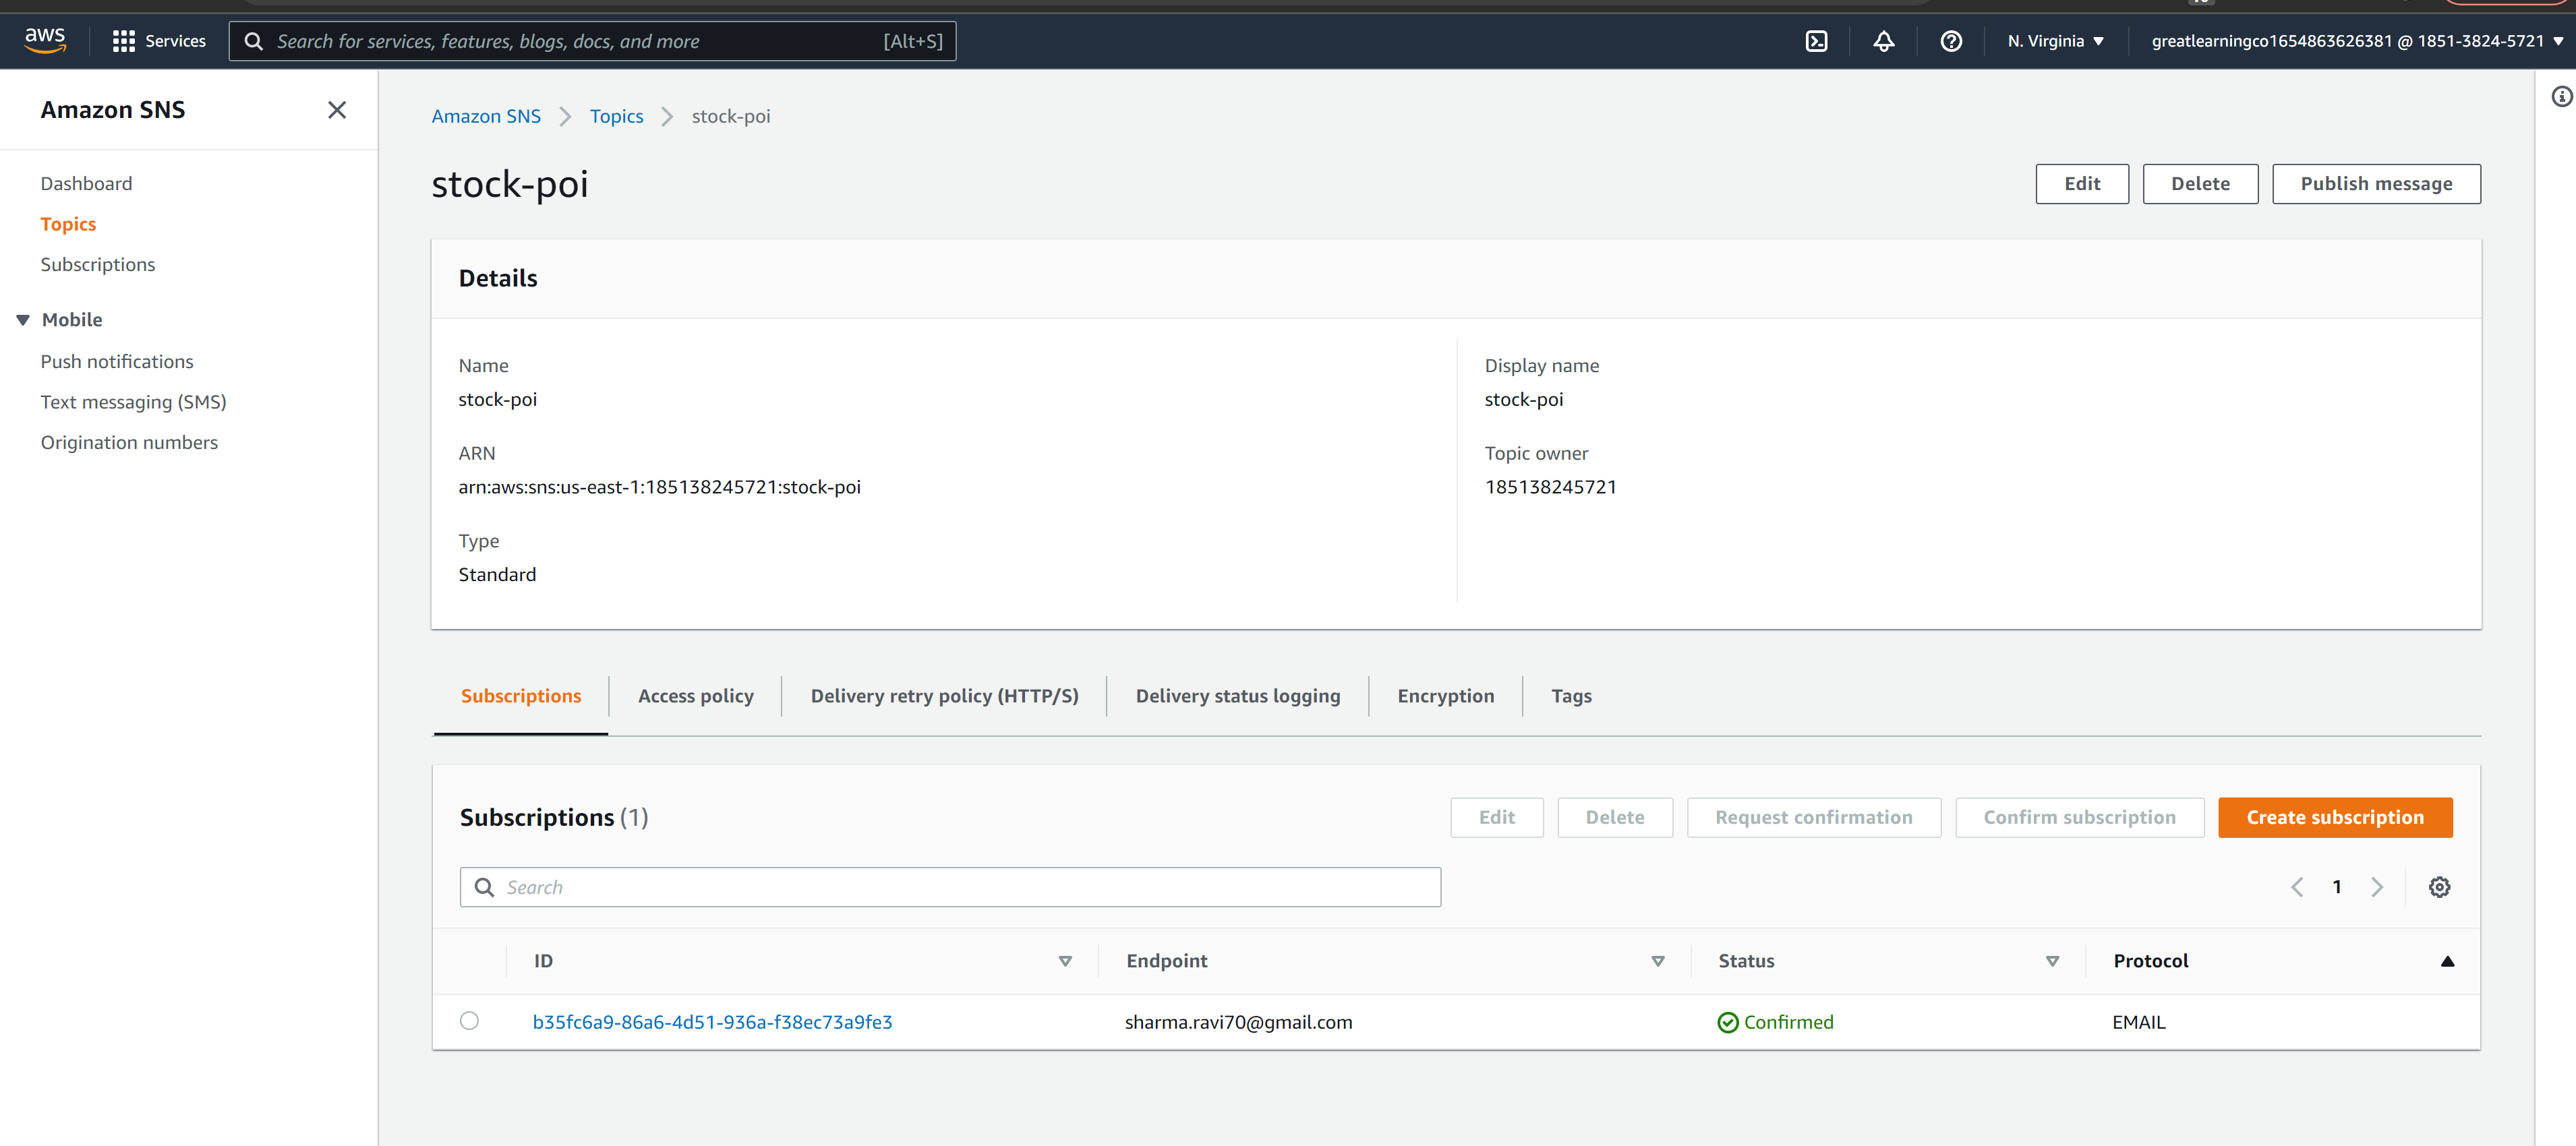 aws
Services
Search for services, features, blogs, docs, and more [Alt+S]
N. Virginia
greatlearningco1654863626381 @ 1851-3824-5721
Amazon SNS
Dashboard
Topics
Subscriptions
Mobile
Push notifications
Text messaging (SMS)
Origination numbers
Amazon SNS Topics stock-poi
stock-poi
Edit Delete Publish message
Details
Name
stock-poi
ARN
arn:aws:sns:us-east-1:185138245721:stock-poi
Type
Standard
Display name
stock-poi
Topic owner
185138245721
Subscriptions Access policy Delivery retry policy (HTTP/S) Delivery status logging Encryption Tags
Subscriptions (1)
Edit Delete Request confirmation Confirm subscription Create subscription
Search
1
ID Endpoint Status Protocol
b35fc6a9-86a6-4d51-936a-f38ec73a9fe3 sharma.ravi70@gmail.com Confirmed EMAIL